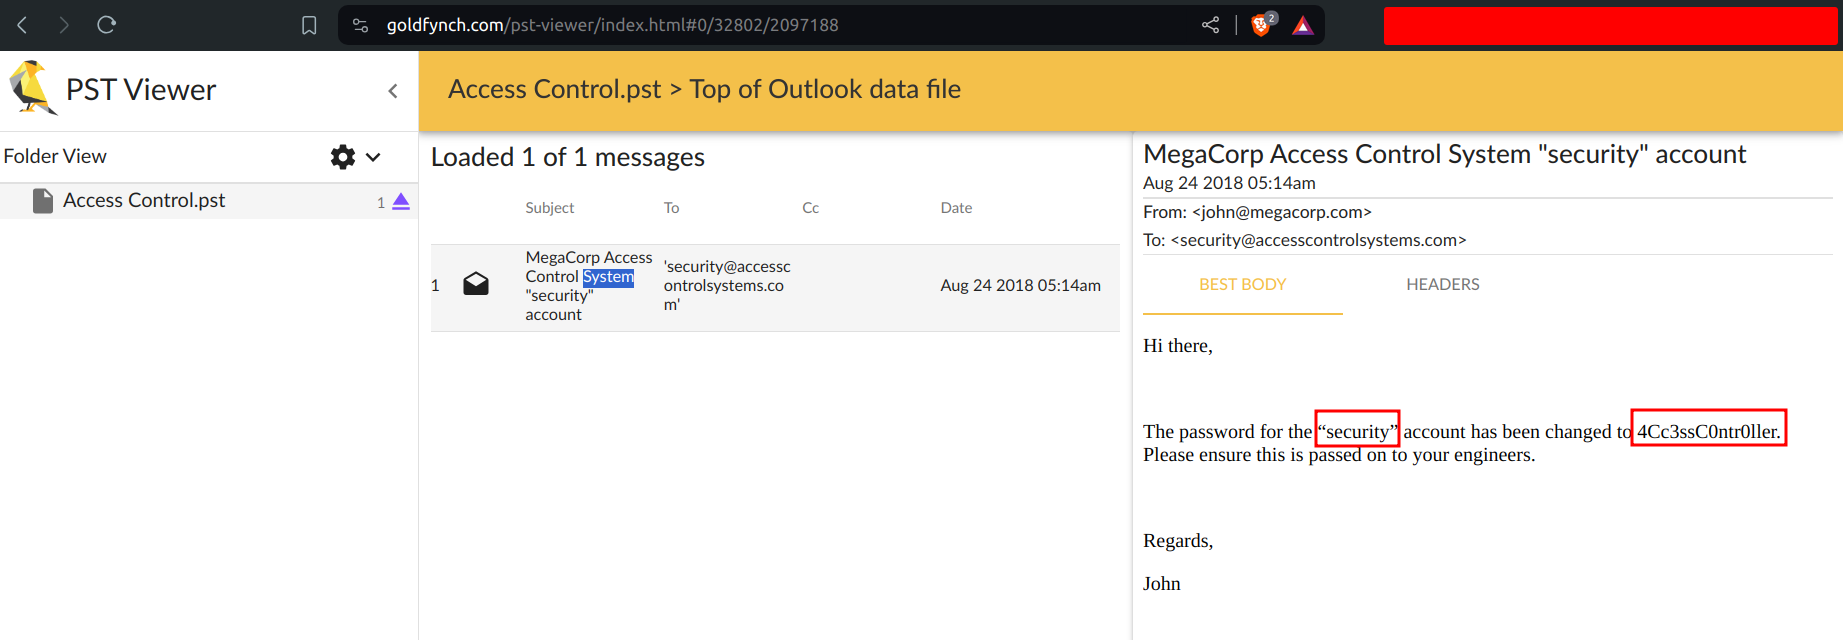 goldfynch.com/pst-viewer/index.html#0/32802/2097188
2
PST Viewer
Access Control.pst > Top of Outlook data file
Folder View
Access Control.pst
1
Loaded 1 of 1 messages
Subject To Cc Date
1
MegaCorp Access
Control System
"security"
account
'security@accessc
ontrolsystems.co
m'
Aug 24 2018 05:14am
MegaCorp Access Control System "security" account
Aug 24 2018 05:14am
From: <john@megacorp.com>
To: <security@accesscontrolsystems.com>
BEST BODY HEADERS
Hi there,
The password for the “security” account has been changed to 4Cc3ssC0ntr0ller.
Please ensure this is passed on to your engineers.
Regards,
John